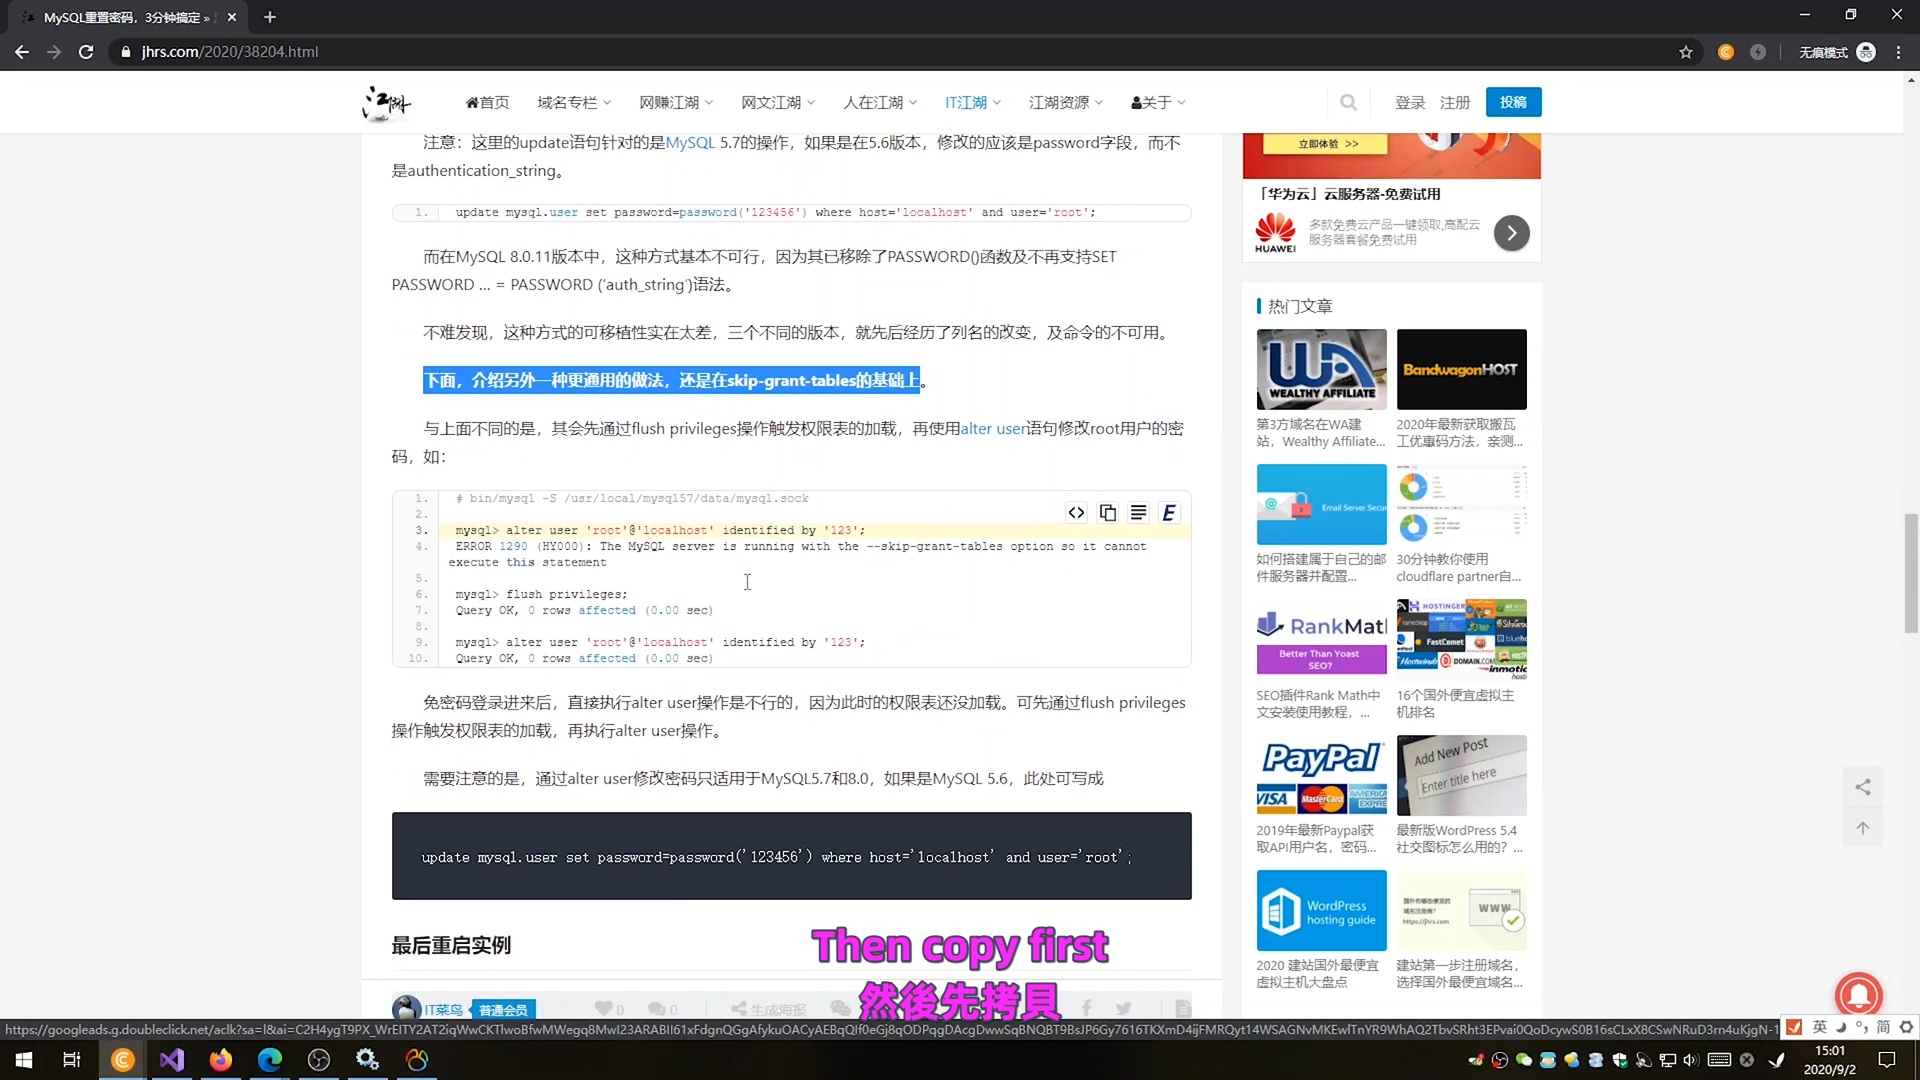 MySQL重置密码，3分钟搞定 »
jhrs.com/2020/38204.html
无痕模式
江湖
首页
域名专栏
网赚江湖
网文江湖
人在江湖
IT江湖
江湖资源
关于
登录
注册
投稿
注意：这里的update语句针对的是MySQL 5.7的操作，如果是在5.6版本，修改的应该是password字段，而不
是authentication_string。
1. update mysql.user set password=password('123456') where host='localhost' and user='root';
而在MySQL 8.0.11版本中，这种方式基本不可行，因为其已移除了PASSWORD()函数及不再支持SET
PASSWORD ... = PASSWORD ('auth_string')语法。
不难发现，这种方式的可移植性实在太差，三个不同的版本，就先后经历了列名的改变，及命令的不可用。
下面，介绍另外一种更通用的做法，还是在skip-grant-tables的基础上。
与上面不同的是，其会先通过flush privileges操作触发权限表的加载，再使用alter user语句修改root用户的密
码，如：
1. # bin/mysql -S /usr/local/mysql57/data/mysql.sock
2.
3. mysql> alter user 'root'@'localhost' identified by '123';
4. ERROR 1290 (HY000): The MySQL server is running with the --skip-grant-tables option so it cannot
execute this statement
5.
6. mysql> flush privileges;
7. Query OK, 0 rows affected (0.00 sec)
8.
9. mysql> alter user 'root'@'localhost' identified by '123';
10. Query OK, 0 rows affected (0.00 sec)
免密码登录进来后，直接执行alter user操作是不行的，因为此时的权限表还没加载。可先通过flush privileges
操作触发权限表的加载，再执行alter user操作。
需要注意的是，通过alter user修改密码只适用于MySQL5.7和8.0，如果是MySQL 5.6，此处可写成
update mysql.user set password=password('123456') where host='localhost' and user='root';
最后重启实例
IT菜鸟
普通会员
0
0
生成海报
立即体验 >>
「华为云」云服务器-免费试用
HUAWEI
多款免费云产品一键领取,高配云
服务器套餐免费试用
热门文章
WA
WEALTHY AFFILIATE
BandwagonHOST
第3方域名在WA建
站，Wealthy Affiliate...
2020年最新获取搬瓦
工优惠码方法，亲测...
Email Server Secu
如何搭建属于自己的邮
件服务器并配置...
30分钟教你使用
cloudflare partner自...
RankMath
Better Than Yoast
SEO?
HOSTINGER
FastComet
DOMAIN.COM
SEO插件Rank Math中
文安装使用教程，...
16个国外便宜虚拟主
机排名
PayPal
VISA
MasterCard
AMERICAN EXPRESS
Add New Post
Enter title here
2019年最新Paypal获
取API用户名，密码...
最新版WordPress 5.4
社交图标怎么用的？...
WordPress
hosting guide
www
2020 建站国外最便宜
虚拟主机大盘点
建站第一步注册域名，
选择国外最便宜域名...
Then copy first
然後先拷貝
英
简
15:01
2020/9/2